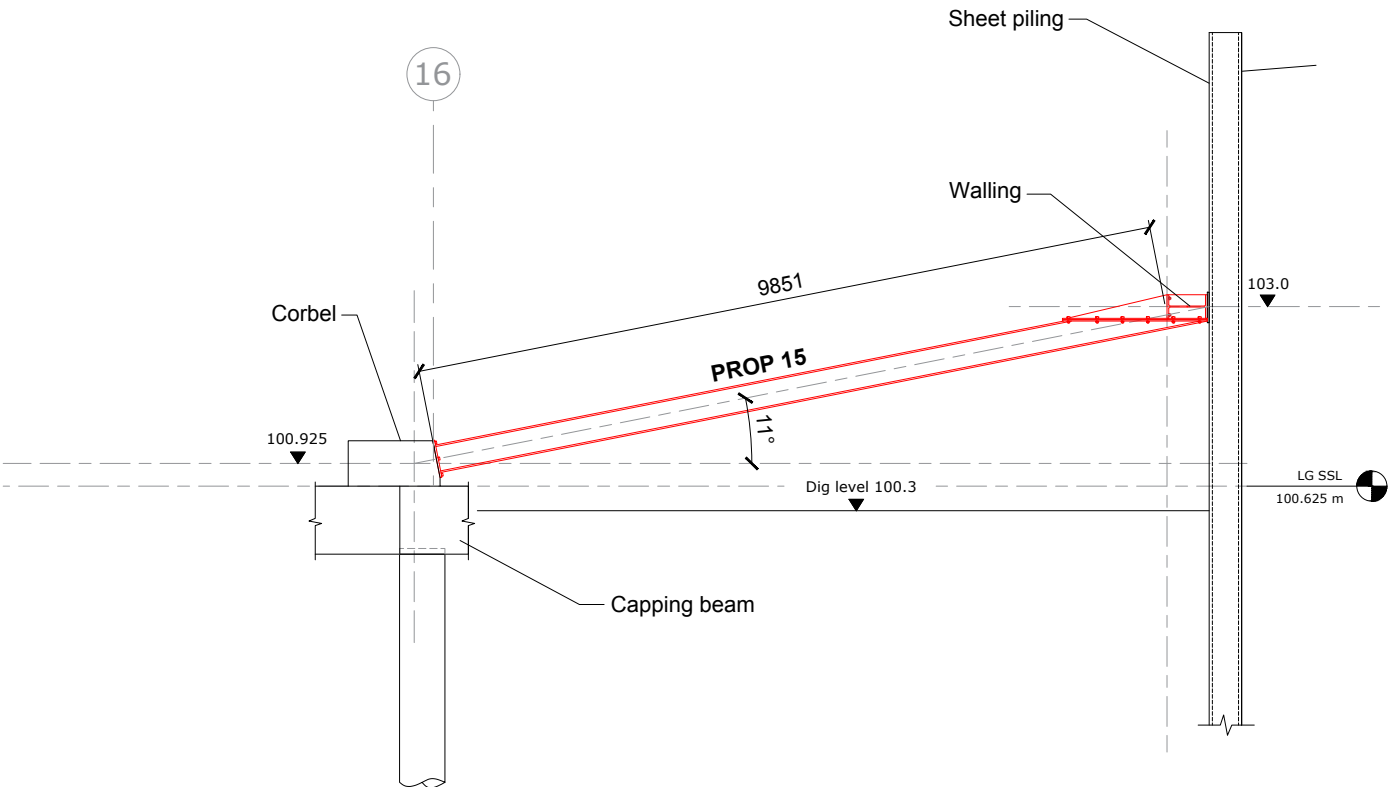 Sheet piling
16
Walling
9851
103.0
Corbel
PROP 15
11°
100.925
LG SSL
Dig level 100.3
100.625 m
Capping beam